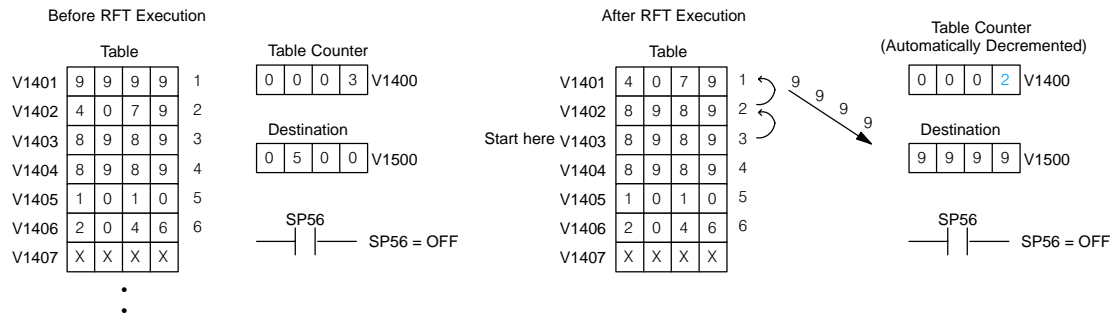 Before RFT Execution
Table
Table Counter
V1401 9 9 9 9 1
0 0 0 3 V1400
V1402 4 0 7 9 2
V1403 8 9 8 9 3
Destination
V1404 8 9 8 9 4
0 5 0 0 V1500
V1405 1 0 1 0 5
V1406 2 0 4 6 6
SP56
SP56 = OFF
V1407 X X X X
After RFT Execution
Table
Table Counter
(Automatically Decremented)
V1401 4 0 7 9 1
9 9 9 9
0 0 0 2 V1400
V1402 8 9 8 9 2
Start here V1403 8 9 8 9 3
Destination
V1404 8 9 8 9 4
9 9 9 9 V1500
V1405 1 0 1 0 5
V1406 2 0 4 6 6
SP56
SP56 = OFF
V1407 X X X X